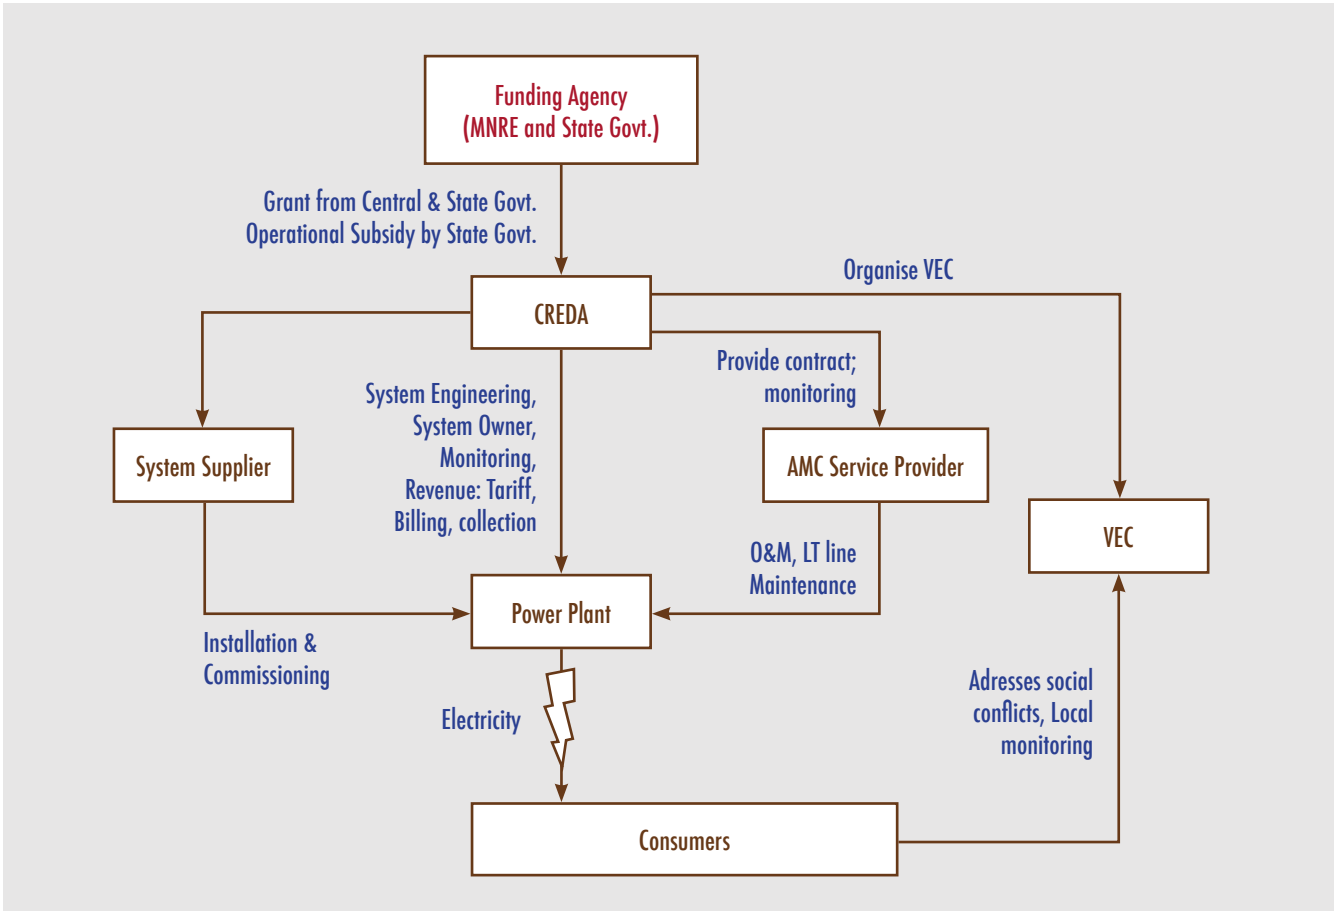 Funding Agency
(MNRE and State Govt.)
Grant from Central & State Govt.
Operational Subsidy by State Govt.
Organise VEC
CREDA
Provide contract;
monitoring
System Engineering,
System Owner,
Monitoring,
Revenue: Tariff,
Billing, collection
System Supplier
AMC Service Provider
VEC
O&M, LT line
Maintenance
Power Plant
Installation &
Commissioning
Electricity
Adresses social
conflicts, Local
monitoring
Consumers